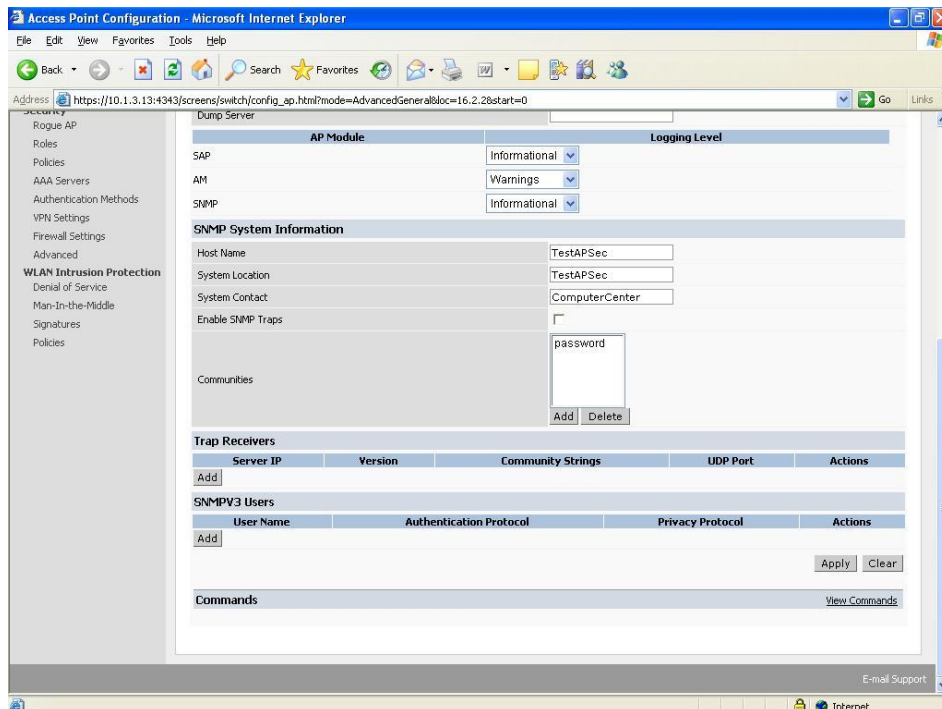 Access Point Configuration - Microsoft Internet Explorer
File Edit View Favorites Tools Help
Back Search Favorites
Address https://10.1.3.13:4343/screens/switch/config_ap.html?mode=AdvancedGeneral&loc=16.2.2&start=0 Go Links
Security
Rogue AP
Roles
Policies
AAA Servers
Authentication Methods
VPN Settings
Firewall Settings
Advanced
WLAN Intrusion Protection
Denial of Service
Man-In-the-Middle
Signatures
Policies
Dump Server
AP Module Logging Level
SAP Informational
AM Warnings
SNMP Informational
SNMP System Information
Host Name TestAPSec
System Location TestAPSec
System Contact ComputerCenter
Enable SNMP Traps
Communities password
Add Delete
Trap Receivers
Server IP Version Community Strings UDP Port Actions
Add
SNMPV3 Users
User Name Authentication Protocol Privacy Protocol Actions
Add
Apply Clear
Commands View Commands
E-mail Support
Internet